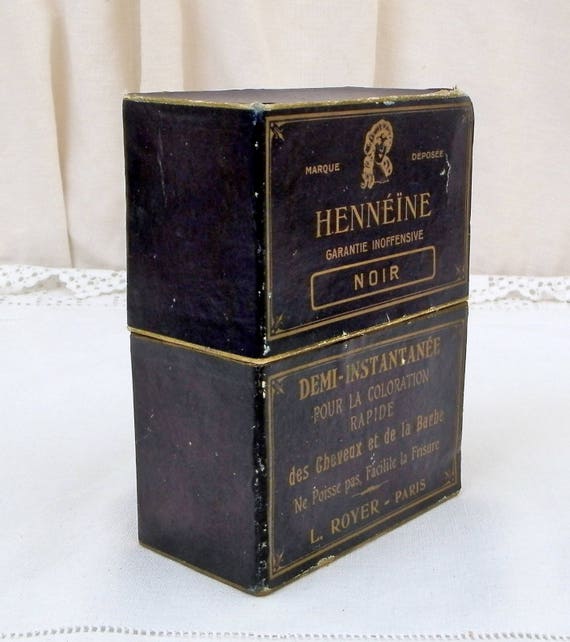 MARQUE DÉPOSÉE
HENNÉÏNE
GARANTIE INOFFENSIVE
NOIR
DEMI-INSTANTANÉE
POUR LA COLORATION
RAPIDE
des Cheveux et de la Barbe
Ne Poisse pas, Facilite la Frisure
L. ROYER - PARIS